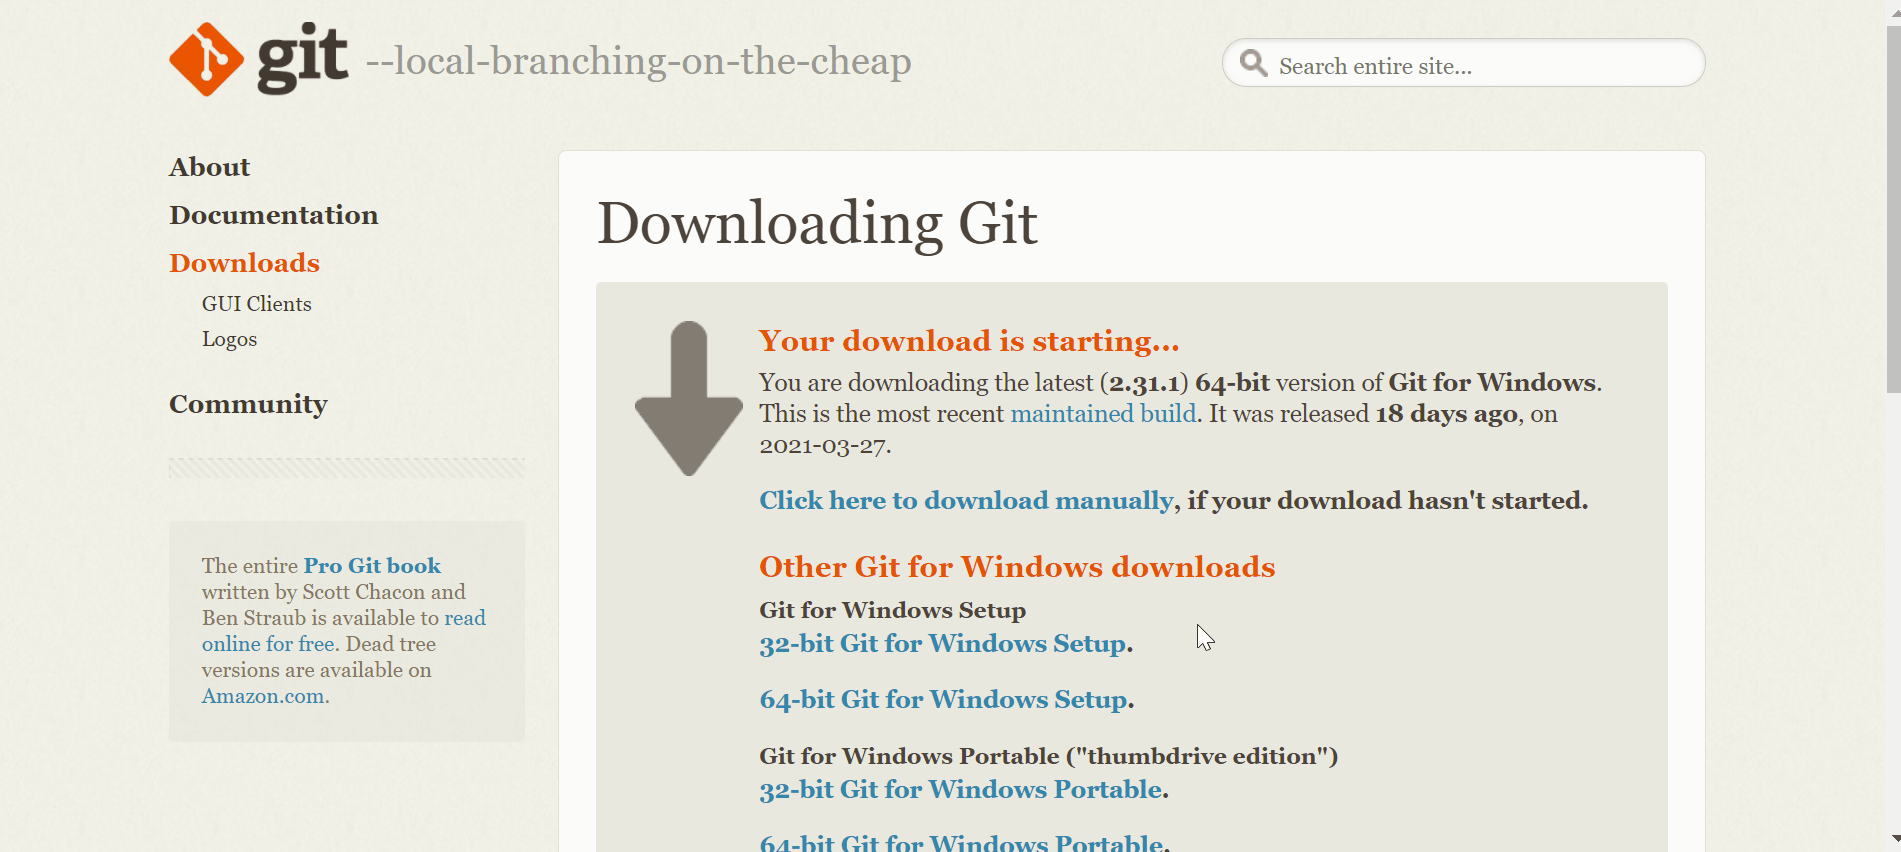 git --local-branching-on-the-cheap
Search entire site...
About
Documentation
Downloads
GUI Clients
Logos
Community
The entire Pro Git book
written by Scott Chacon and
Ben Straub is available to read
online for free. Dead tree
versions are available on
Amazon.com.
Downloading Git
Your download is starting...
You are downloading the latest (2.31.1) 64-bit version of Git for Windows.
This is the most recent maintained build. It was released 18 days ago, on
2021-03-27.
Click here to download manually, if your download hasn't started.
Other Git for Windows downloads
Git for Windows Setup
32-bit Git for Windows Setup.
64-bit Git for Windows Setup.
Git for Windows Portable ("thumbdrive edition")
32-bit Git for Windows Portable.
64-bit Git for Windows Portable.